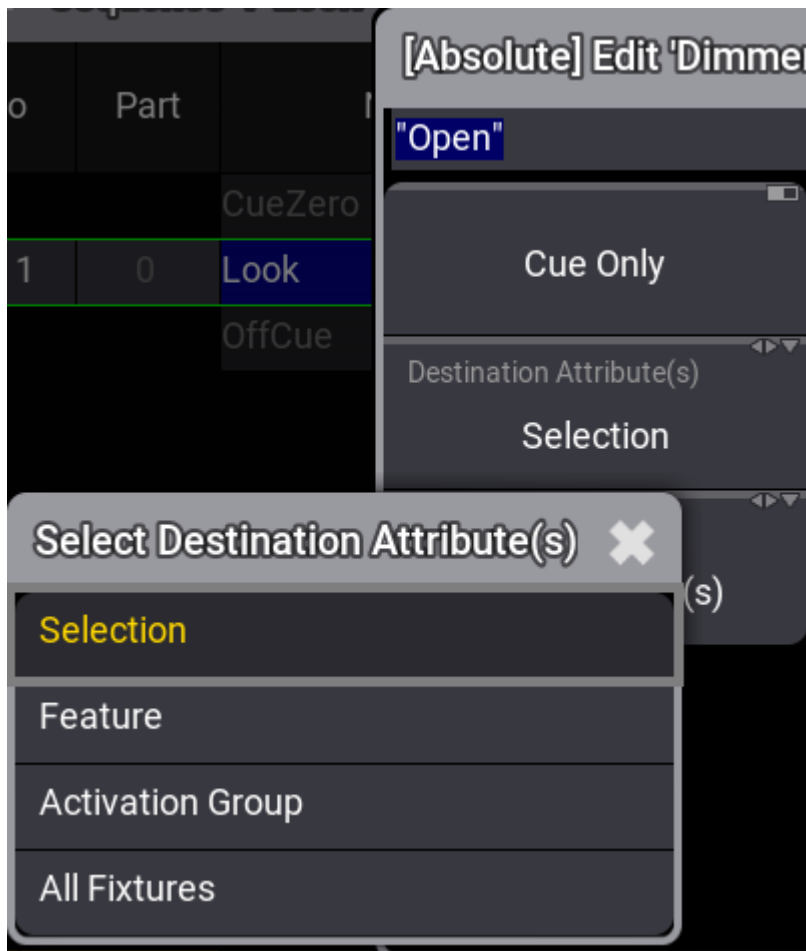 [Absolute] Edit 'Dimmer
o
Part
"Open"
CueZero
Cue Only
1
0
Look
OffCue
Destination Attribute(s)
Selection
Select Destination Attribute(s)
(s)
Selection
Feature
Activation Group
All Fixtures